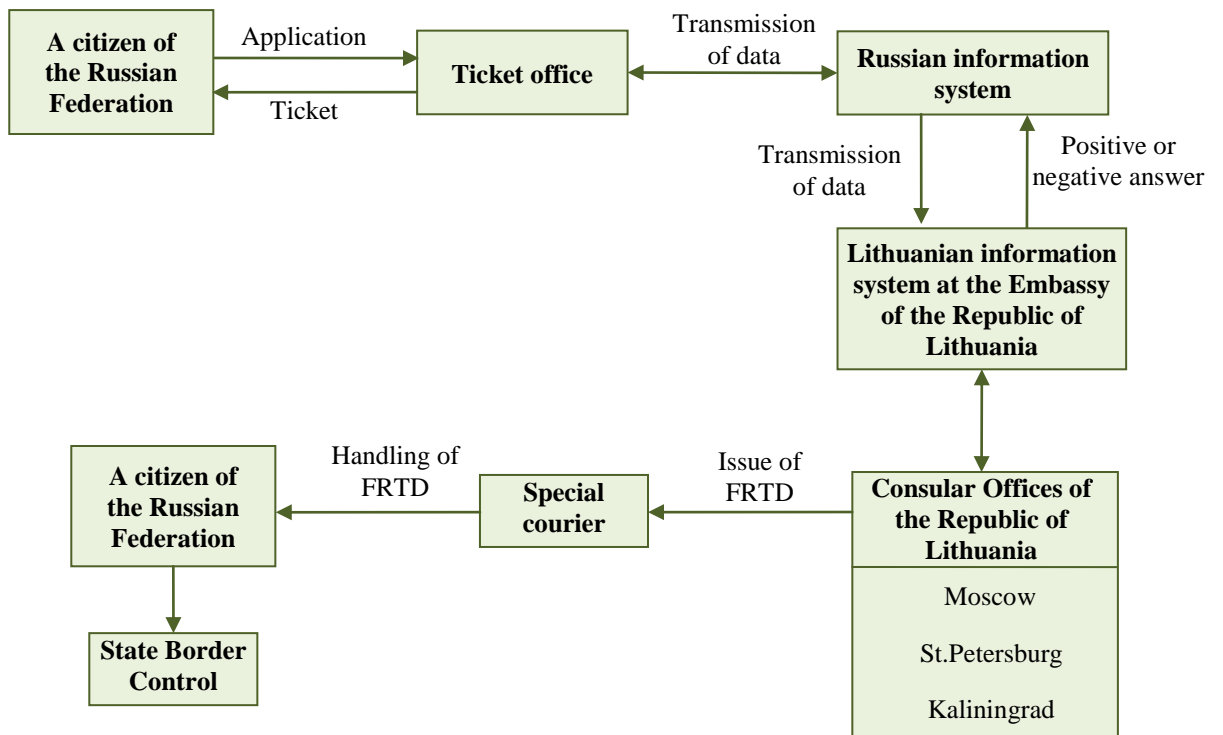 A citizen of
the Russian
Federation
Application
Ticket
Ticket office
Transmission
of data
Russian information
system
Transmission
of data
Positive or
negative answer
Lithuanian information
system at the Embassy
of the Republic of
Lithuania
A citizen of
the Russian
Federation
Handling of
FRTD
Special
courier
Issue of
FRTD
Consular Offices of
the Republic of
Lithuania
Moscow
St.Petersburg
Kaliningrad
State Border
Control